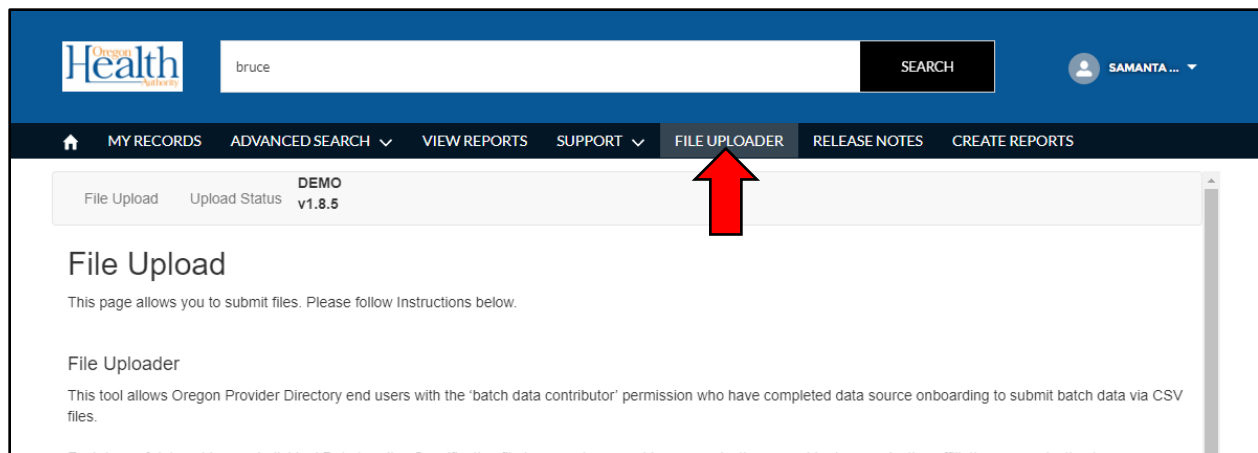 Oregon
Health
Authority
bruce
SEARCH
SAMANTA ...
MY RECORDS ADVANCED SEARCH VIEW REPORTS SUPPORT FILE UPLOADER RELEASE NOTES CREATE REPORTS
File Upload Upload Status DEMO
v1.8.5
File Upload
This page allows you to submit files. Please follow Instructions below.
File Uploader
This tool allows Oregon Provider Directory end users with the ‘batch data contributor’ permission who have completed data source onboarding to submit batch data via CSV
files.